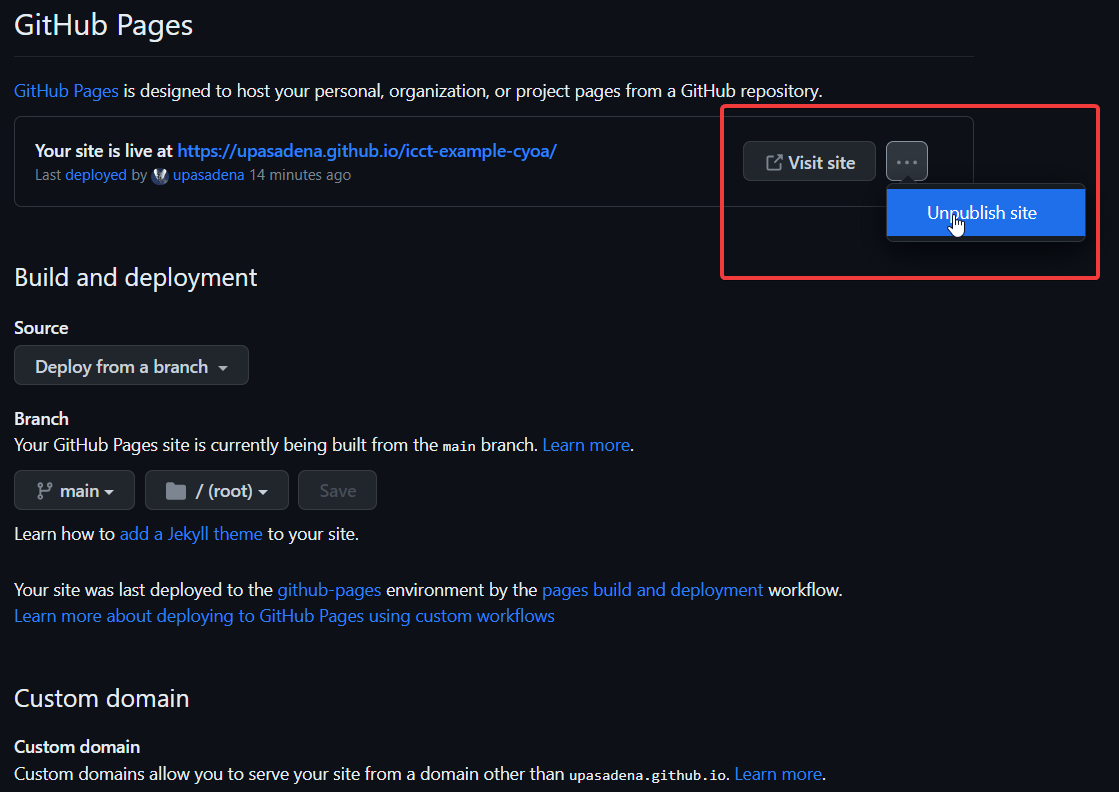 GitHub Pages
GitHub Pages is designed to host your personal, organization, or project pages from a GitHub repository.
Your site is live at https://upasadena.github.io/icct-example-cyoa/
Last deployed by upasadena 14 minutes ago
Visit site
Unpublish site
Build and deployment
Source
Deploy from a branch
Branch
Your GitHub Pages site is currently being built from the main branch. Learn more.
main
/ (root)
Save
Learn how to add a Jekyll theme to your site.
Your site was last deployed to the github-pages environment by the pages build and deployment workflow.
Learn more about deploying to GitHub Pages using custom workflows
Custom domain
Custom domain
Custom domains allow you to serve your site from a domain other than upasadena.github.io. Learn more.